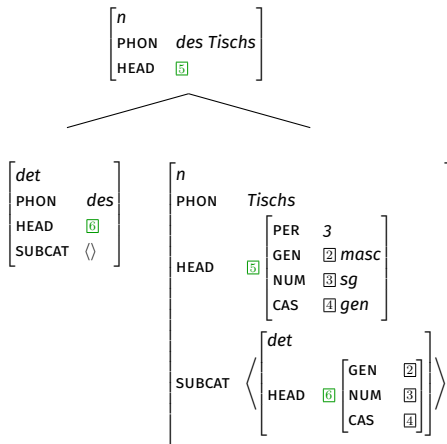 n
PHON des Tischs
HEAD 5
det
PHON des
HEAD 6
SUBCAT ⟨⟩
n
PHON Tischs
HEAD 5
PER 3
GEN 2 masc
NUM 3 sg
CAS 4 gen
SUBCAT
det
HEAD 6
GEN 2
NUM 3
CAS 4